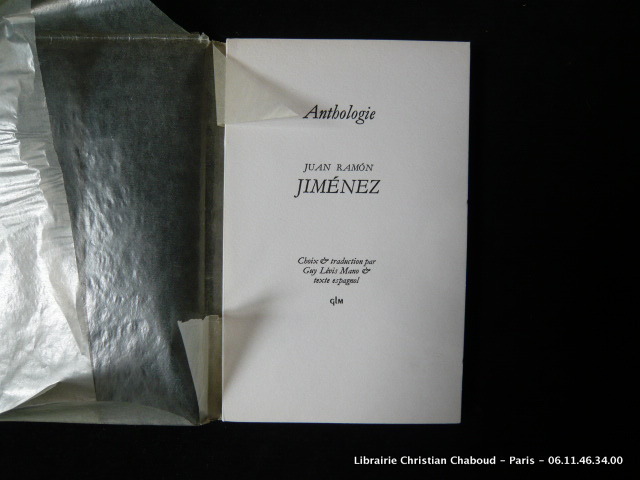 Anthologie
JUAN RAMÓN
JIMÉNEZ
Choix & traduction par
Guy Lévis Mano &
texte espagnol
GLM
Librairie Christian Chaboud - Paris - 06.11.46.34.00